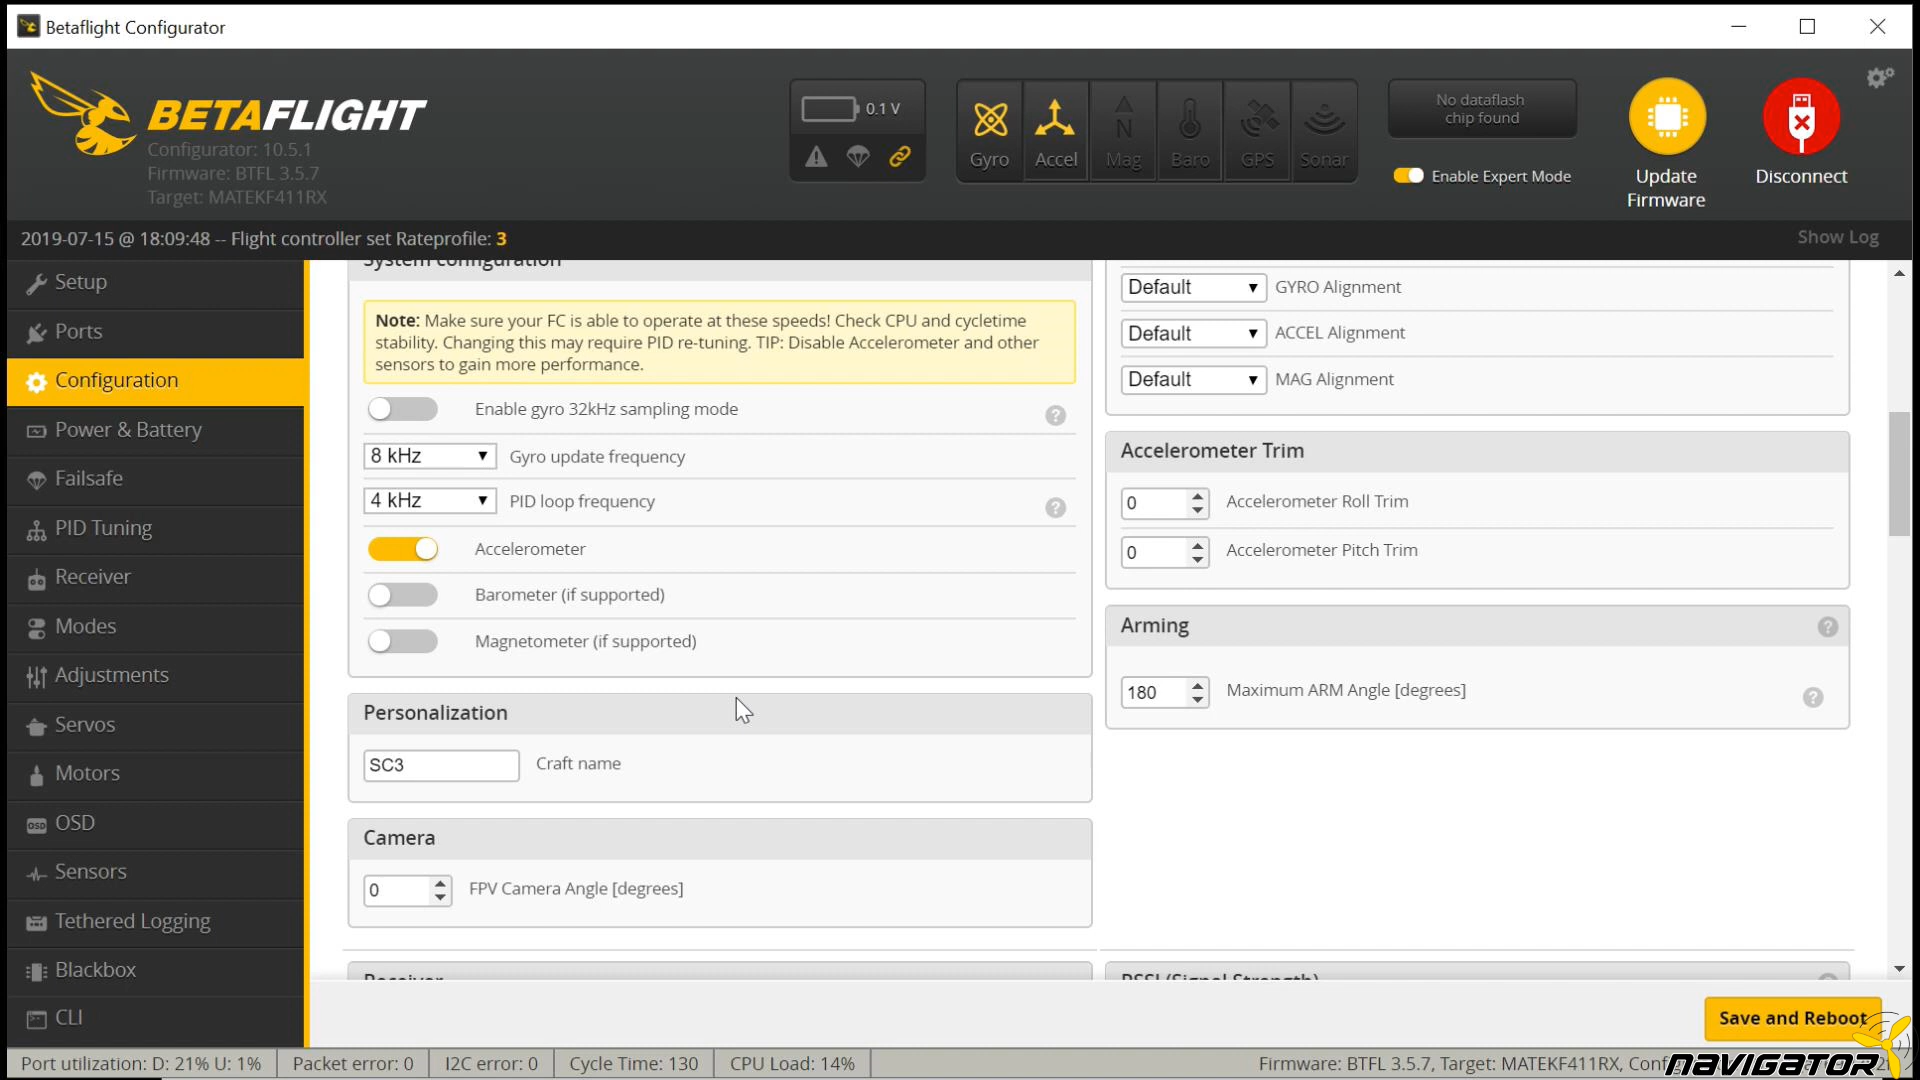 Betaflight Configurator
BETAFLIGHT
Configurator: 10.5.1
Firmware: BTFL 3.5.7
Target: MATEKF411RX
0.1 V
Gyro
Accel
Mag
Baro
GPS
Sonar
No dataflash
chip found
Enable Expert Mode
Update
Firmware
Disconnect
2019-07-15 @ 18:09:48 -- Flight controller set Rateprofile: 3
Show Log
Setup
Ports
Configuration
Power & Battery
Failsafe
PID Tuning
Receiver
Modes
Adjustments
Servos
Motors
OSD
OSD
Sensors
Tethered Logging
Blackbox
CLI
System configuration
Note: Make sure your FC is able to operate at these speeds! Check CPU and cycletime
stability. Changing this may require PID re-tuning. TIP: Disable Accelerometer and other
sensors to gain more performance.
Enable gyro 32kHz sampling mode ?
8 kHz Gyro update frequency
4 kHz PID loop frequency ?
Accelerometer
Barometer (if supported)
Magnetometer (if supported)
Personalization
SC3 Craft name
Camera
0 FPV Camera Angle [degrees]
Receiver
Default GYRO Alignment
Default ACCEL Alignment
Default MAG Alignment
Accelerometer Trim
0 Accelerometer Roll Trim
0 Accelerometer Pitch Trim
Arming ?
180 Maximum ARM Angle [degrees] ?
RSSI (Signal Strength)
Save and Reboot
Port utilization: D: 21% U: 1%
Packet error: 0
I2C error: 0
Cycle Time: 130
CPU Load: 14%
Firmware: BTFL 3.5.7, Target: MATEKF411RX,
NAVIGATOR